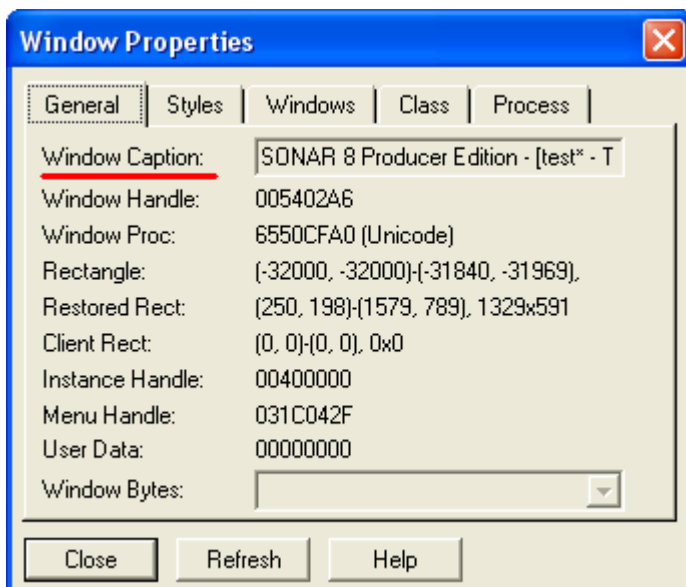 Window Properties
General Styles Windows Class Process
Window Caption: SONAR 8 Producer Edition - [test* - T
Window Handle: 005402A6
Window Proc: 6550CFA0 (Unicode)
Rectangle: (-32000, -32000)-(-31840, -31969),
Restored Rect: (250, 198)-(1579, 789), 1329x591
Client Rect: (0, 0)-(0, 0), 0x0
Instance Handle: 00400000
Menu Handle: 031C042F
User Data: 00000000
Window Bytes:
Close Refresh Help